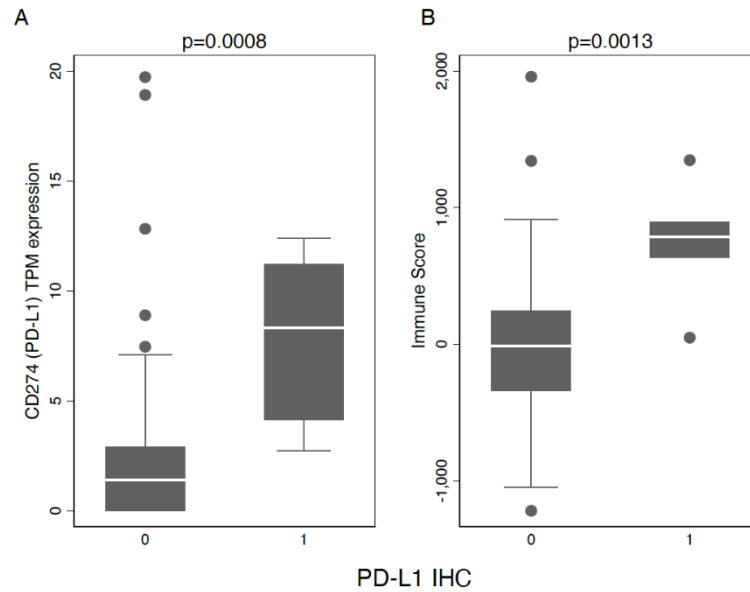 A
p=0.0008
CD274 (PD-L1) TPM expression
20
15
10
5
0
0
1
B
p=0.0013
Immune Score
2,000
1,000
0
-1,000
0
1
PD-L1 IHC